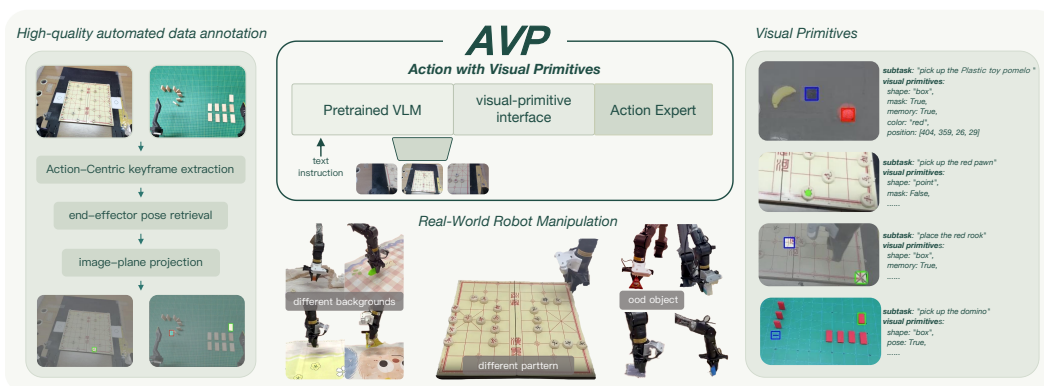 High-quality automated data annotation
Action-Centric keyframe extraction
end-effector pose retrieval
image-plane projection
AVP
Action with Visual Primitives
Pretrained VLM
visual-primitive
interface
Action Expert
text
instruction
Real-World Robot Manipulation
different backgrounds
different parttern
ood object
Visual Primitives
subtask: "pick up the Plastic toy pomelo "
visual primitives:
shape: "box",
mask: True,
memory: True,
color: "red",
position: [404, 359, 26, 29]
subtask: "pick up the red pawn"
visual primitives:
shape: "point",
mask: False,
......
subtask: "place the red rook"
visual primitives:
shape: "box",
memory: True,
......
subtask: "pick up the domino"
visual primitives:
shape: "box",
pose: True,
......